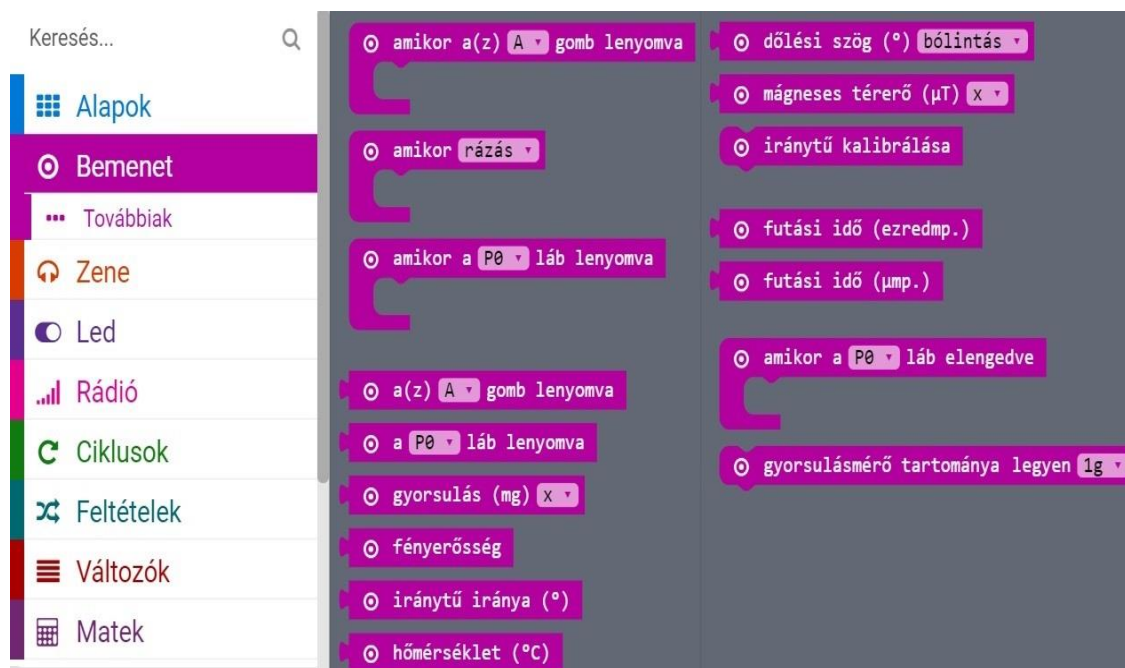 Keresés...
Alapok
Bemenet
Továbbiak
Zene
Led
Rádió
Ciklusok
Feltételek
Változók
Matek
amikor a(z) A gomb lenyomva
amikor rázás
amikor a P0 láb lenyomva
a(z) A gomb lenyomva
a P0 láb lenyomva
gyorsulás (mg) x
fényerősség
iránytű iránya (°)
hőmérséklet (°C)
dőlési szög (°) bólintás
mágneses térerő (µT) x
iránytű kalibrálása
futási idő (ezredmp.)
futási idő (µmp.)
amikor a P0 láb elengedve
gyorsulásmérő tartománya legyen 1g